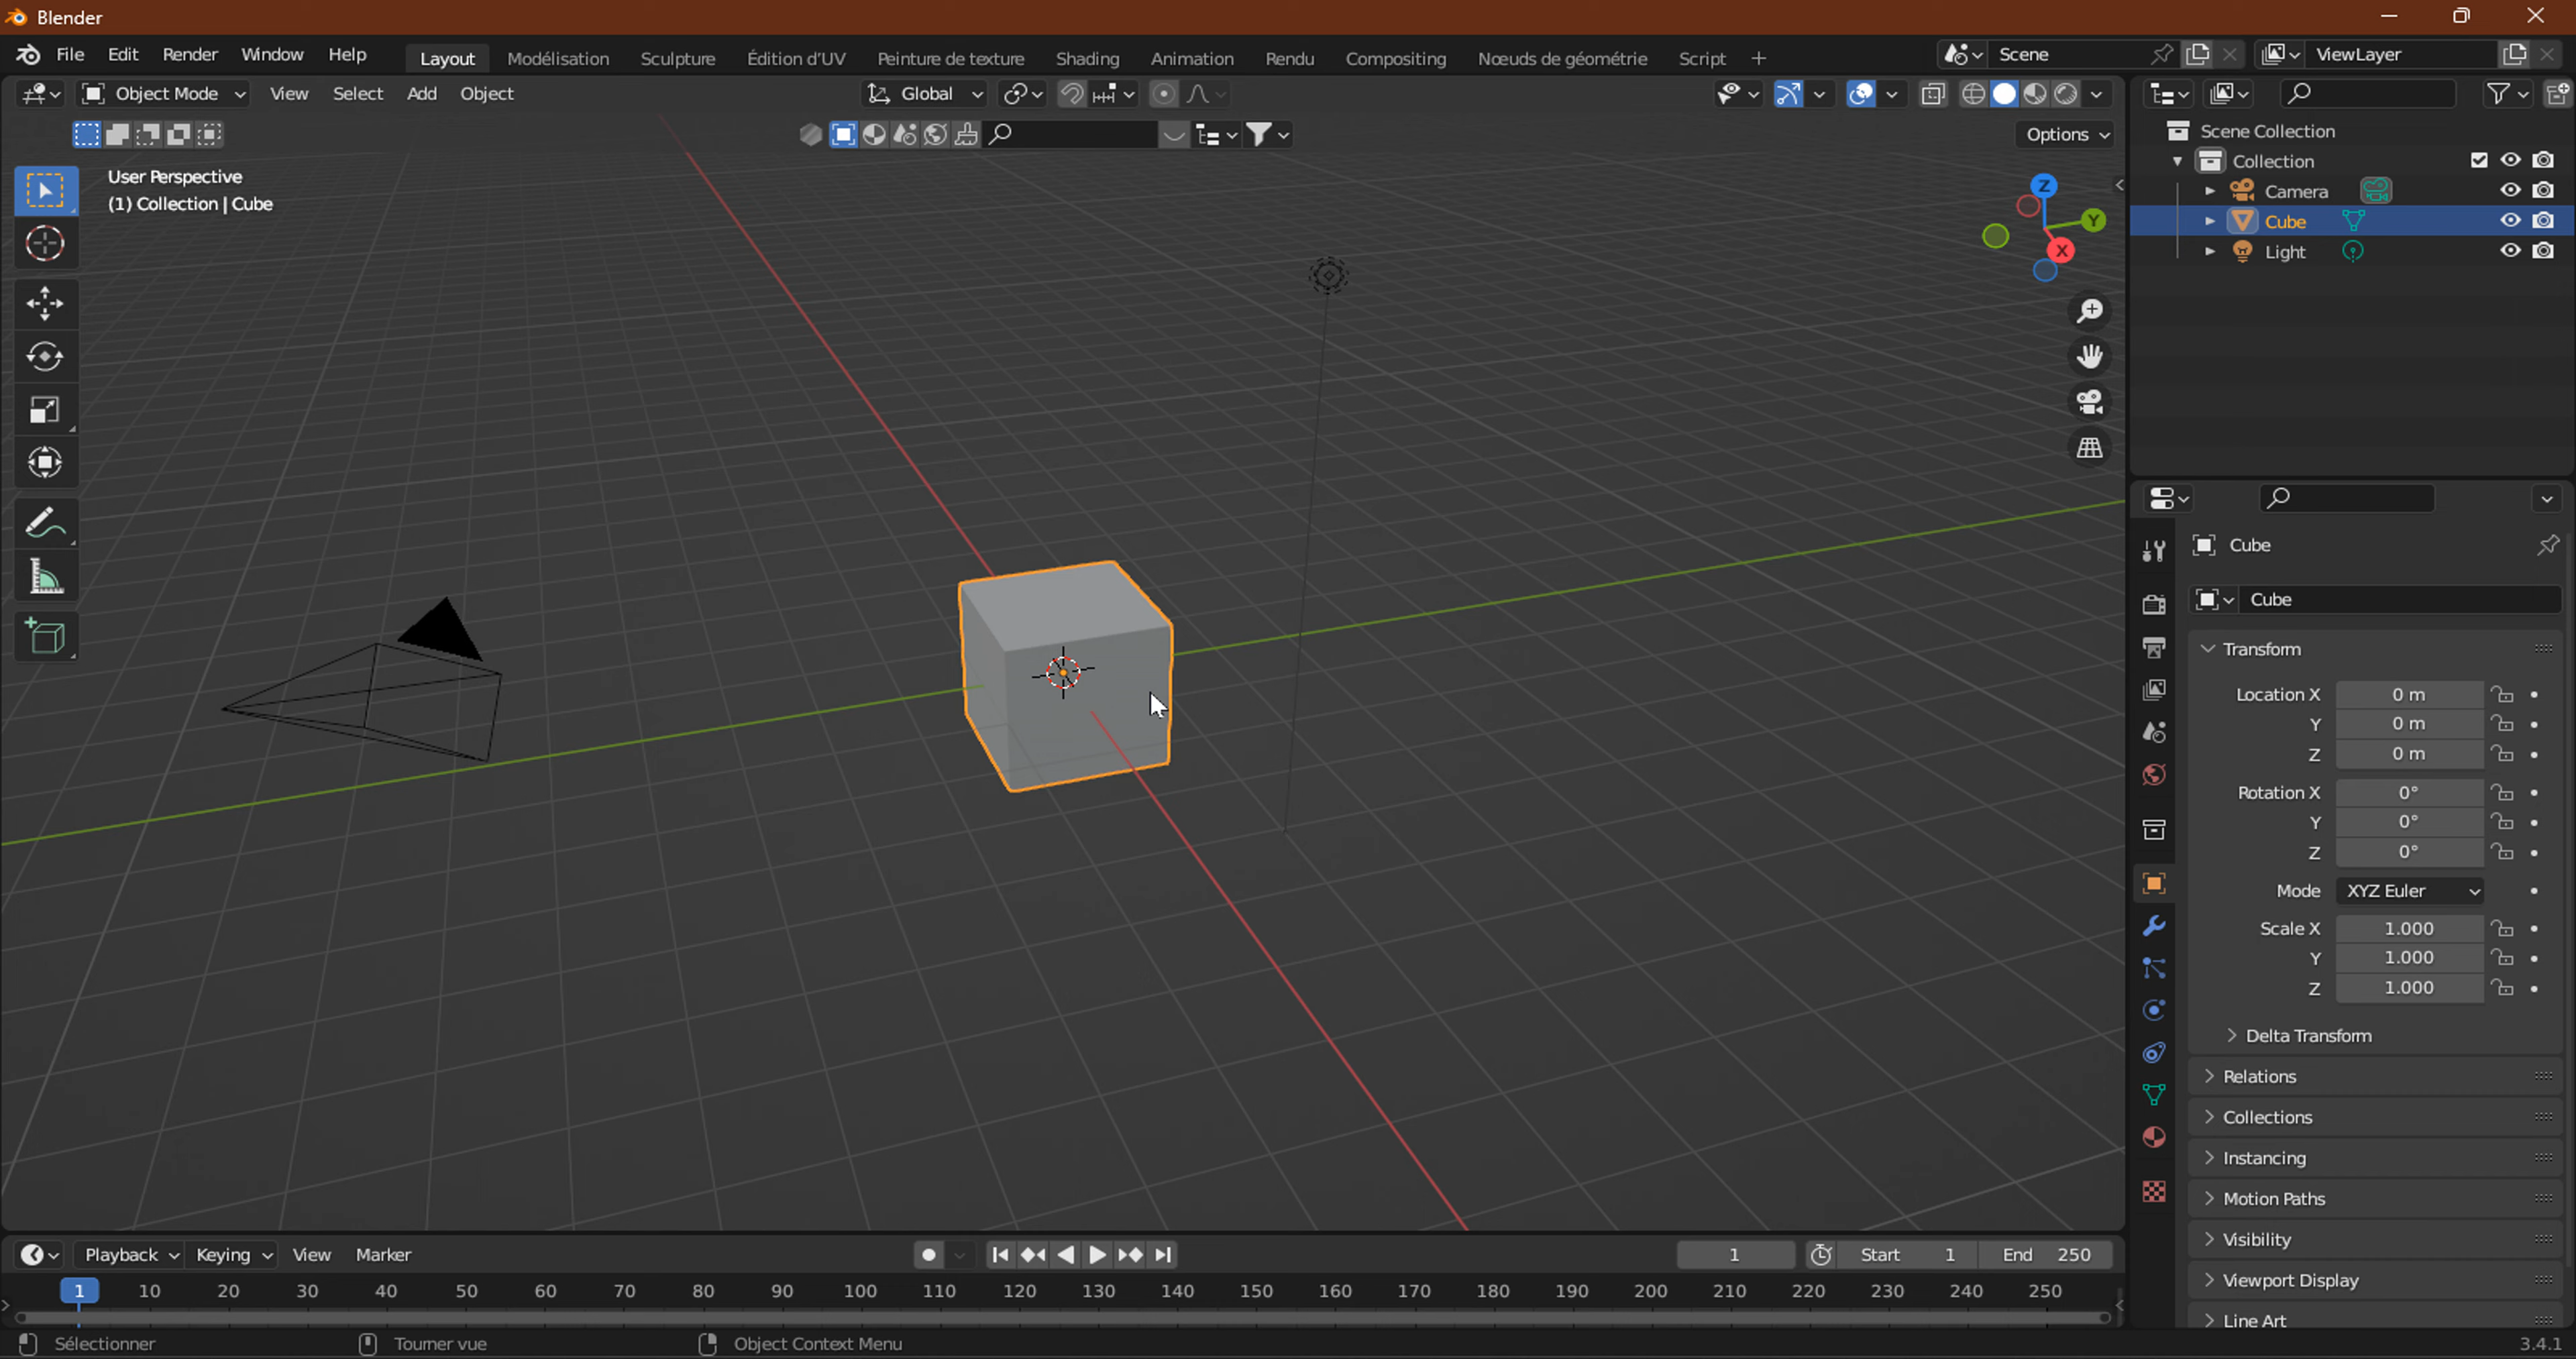 Blender
File Edit Render Window Help Layout Modélisation Sculpture Édition d'UV Peinture de texture Shading Animation Rendu Compositing Nœuds de géométrie Script + Scene ViewLayer
Object Mode View Select Add Object Global
Options
User Perspective
(1) Collection | Cube
Z
Y
X
Scene Collection
Collection
Camera
Cube
Light
Cube
Cube
Transform
Location X 0 m
Y 0 m
Z 0 m
Rotation X 0°
Y 0°
Z 0°
Mode XYZ Euler
Scale X 1.000
Y 1.000
Z 1.000
Delta Transform
Relations
Collections
Instancing
Motion Paths
Visibility
Viewport Display
Line Art
Playback Keying View Marker 1 Start 1 End 250
1 10 20 30 40 50 60 70 80 90 100 110 120 130 140 150 160 170 180 190 200 210 220 230 240 250
Sélectionner Tourner vue Object Context Menu 3.4.1